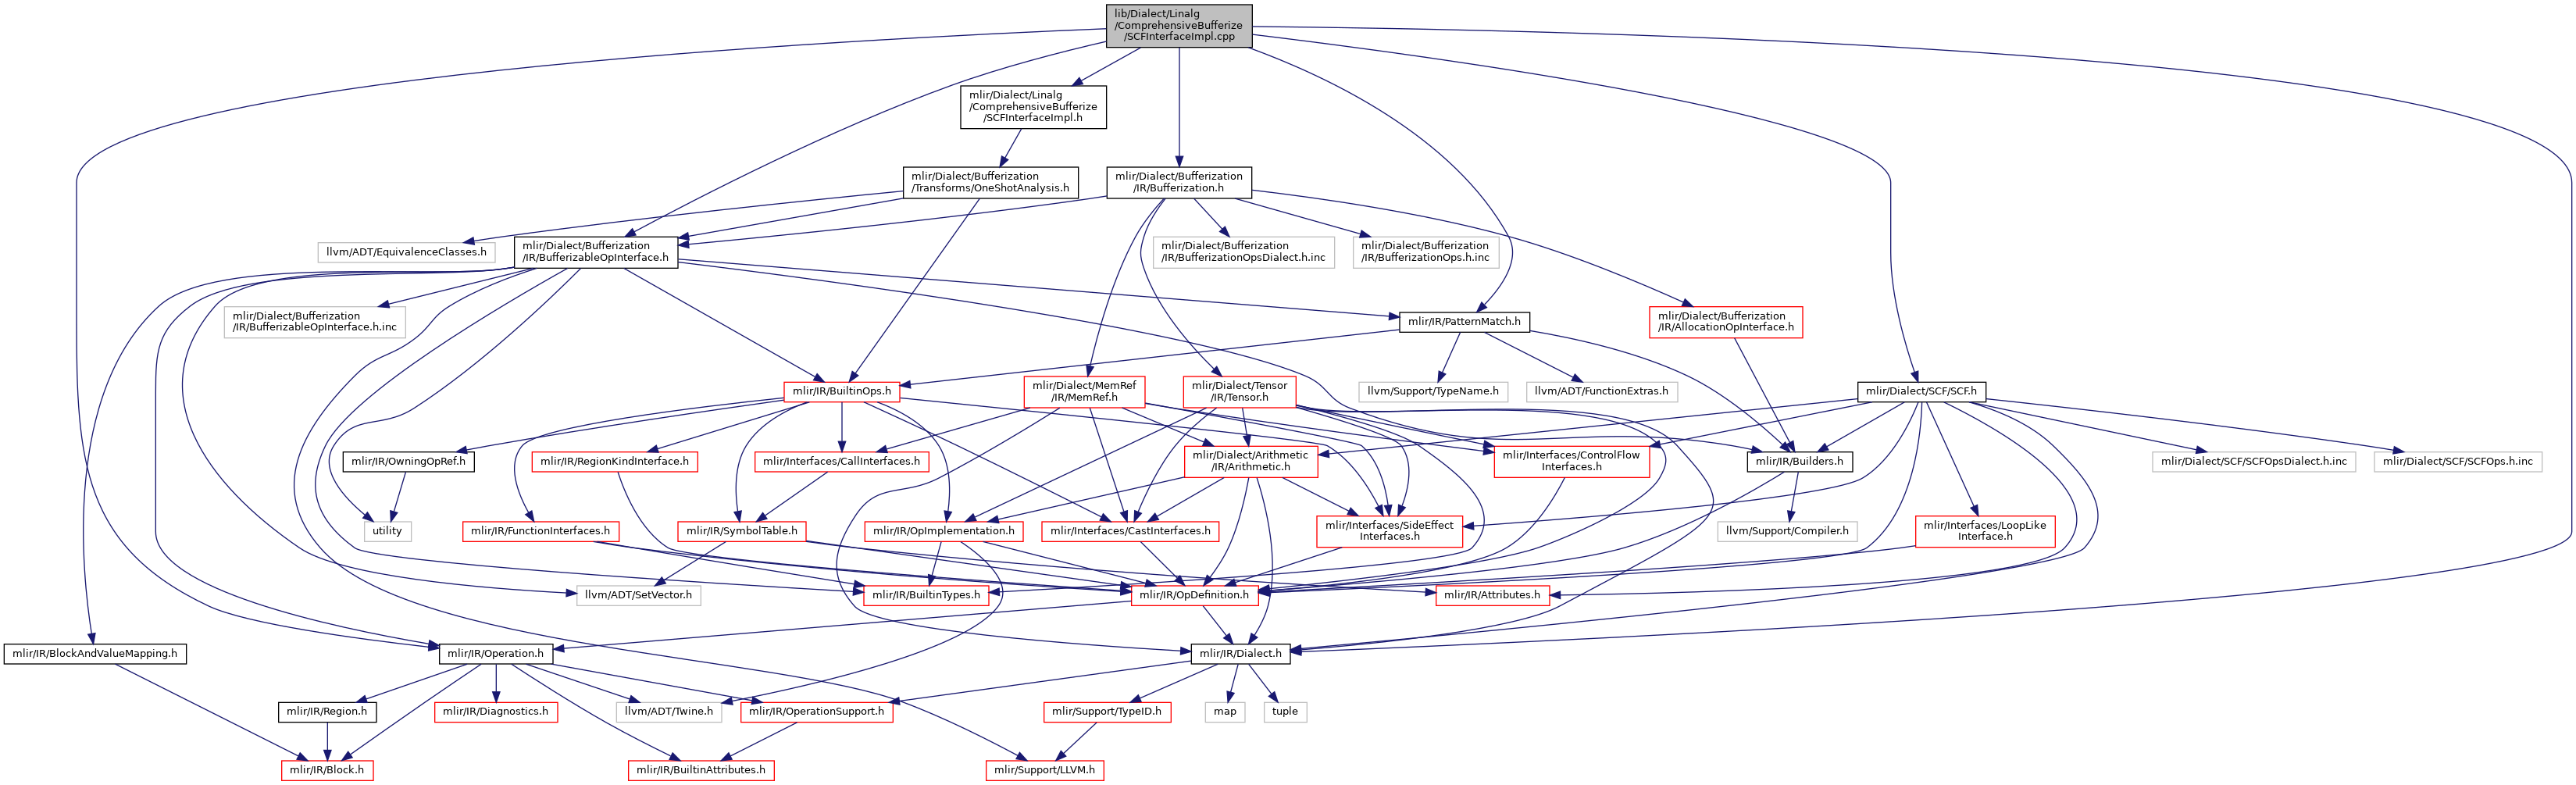 lib/Dialect/Linalg
/ComprehensiveBufferize
/SCFInterfaceImpl.cpp
mlir/Dialect/Linalg
/ComprehensiveBufferize
/SCFInterfaceImpl.h
mlir/Dialect/Bufferization
/Transforms/OneShotAnalysis.h
mlir/Dialect/Bufferization
/IR/Bufferization.h
llvm/ADT/EquivalenceClasses.h
mlir/Dialect/Bufferization
/IR/BufferizableOpInterface.h
mlir/Dialect/Bufferization
/IR/BufferizationOpsDialect.h.inc
mlir/Dialect/Bufferization
/IR/BufferizationOps.h.inc
mlir/Dialect/Bufferization
/IR/BufferizableOpInterface.h.inc
mlir/IR/PatternMatch.h
mlir/Dialect/Bufferization
/IR/AllocationOpInterface.h
mlir/IR/BuiltinOps.h
mlir/Dialect/MemRef
/IR/MemRef.h
mlir/Dialect/Tensor
/IR/Tensor.h
llvm/Support/TypeName.h
llvm/ADT/FunctionExtras.h
mlir/Dialect/SCF/SCF.h
mlir/IR/OwningOpRef.h
mlir/IR/RegionKindInterface.h
mlir/Interfaces/CallInterfaces.h
mlir/Dialect/Arithmetic
/IR/Arithmetic.h
mlir/Interfaces/ControlFlow
Interfaces.h
mlir/IR/Builders.h
mlir/Dialect/SCF/SCFOpsDialect.h.inc
mlir/Dialect/SCF/SCFOps.h.inc
utility
mlir/IR/FunctionInterfaces.h
mlir/IR/SymbolTable.h
mlir/IR/OpImplementation.h
mlir/Interfaces/CastInterfaces.h
mlir/Interfaces/SideEffect
Interfaces.h
llvm/Support/Compiler.h
mlir/Interfaces/LoopLike
Interface.h
llvm/ADT/SetVector.h
mlir/IR/BuiltinTypes.h
mlir/IR/OpDefinition.h
mlir/IR/Attributes.h
mlir/IR/BlockAndValueMapping.h
mlir/IR/Operation.h
mlir/IR/Dialect.h
mlir/IR/Region.h
mlir/IR/Diagnostics.h
llvm/ADT/Twine.h
mlir/IR/OperationSupport.h
mlir/Support/TypeID.h
map
tuple
mlir/IR/Block.h
mlir/IR/BuiltinAttributes.h
mlir/Support/LLVM.h